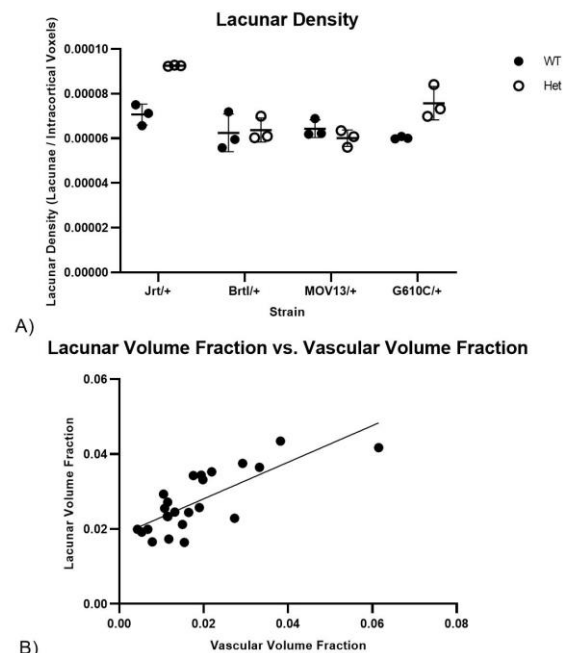 Lacunar Density
Lacunar Density (Lacunae / Intracortical Voxels)
0.00010
0.00008
0.00006
0.00004
0.00002
0.00000
WT
Het
Jrt/+ Brtl/+ MOV13/+ G610C/+
Strain
A)
Lacunar Volume Fraction vs. Vascular Volume Fraction
Lacunar Volume Fraction
0.06
0.04
0.02
0.00
0.00 0.02 0.04 0.06 0.08
Vascular Volume Fraction
B)